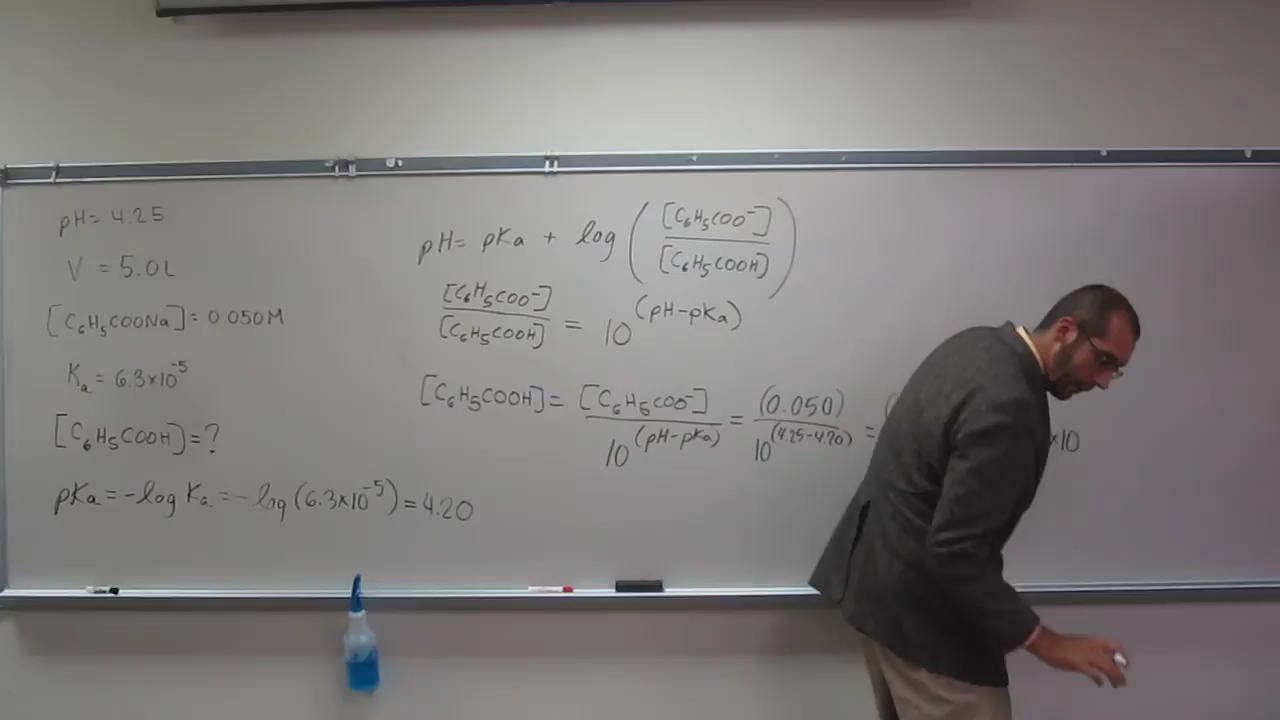 pH= 4.25
V = 5.0L
[C₆H₅COONa]= 0.050M
Kₐ = 6.3×10⁻⁵
[C₆H₅COOH]=?
pKa = -log Kₐ = -log(6.3×10⁻⁵) = 4.20
pH= pKa + log ([C₆H₅COO⁻]/[C₆H₅COOH])
[C₆H₅COO⁻]/[C₆H₅COOH] = 10^(pH-pKa)
[C₆H₅COOH]= [C₆H₅COO⁻]/10^(pH-pKa) = (0.050)/10^(4.25-4.20) = ×10